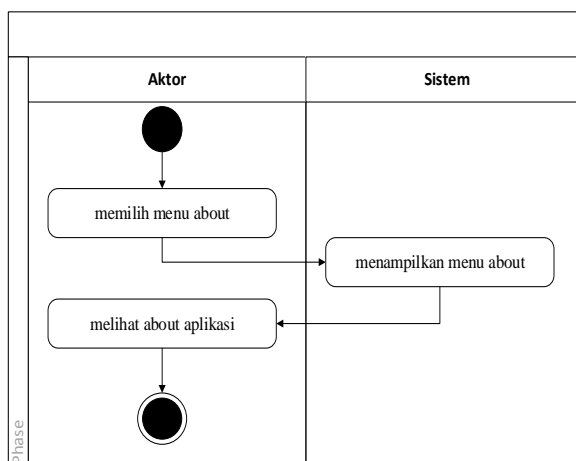 Aktor
Sistem
memilih menu about
menampilkan menu about
melihat about aplikasi
Phase